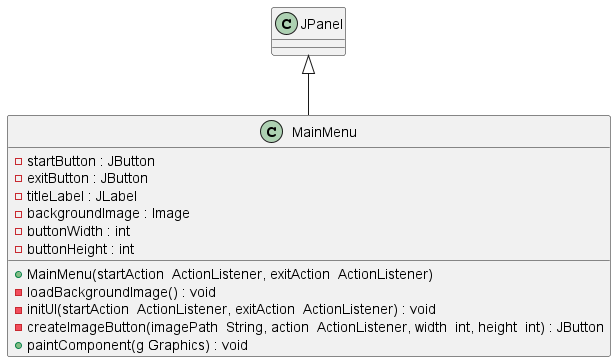 C JPanel
C MainMenu
startButton : JButton
exitButton : JButton
titleLabel : JLabel
backgroundImage : Image
buttonWidth : int
buttonHeight : int
MainMenu(startAction  ActionListener, exitAction  ActionListener)
loadBackgroundImage() : void
initUI(startAction  ActionListener, exitAction  ActionListener) : void
createImageButton(imagePath  String, action  ActionListener, width  int, height  int) : JButton
paintComponent(g Graphics) : void